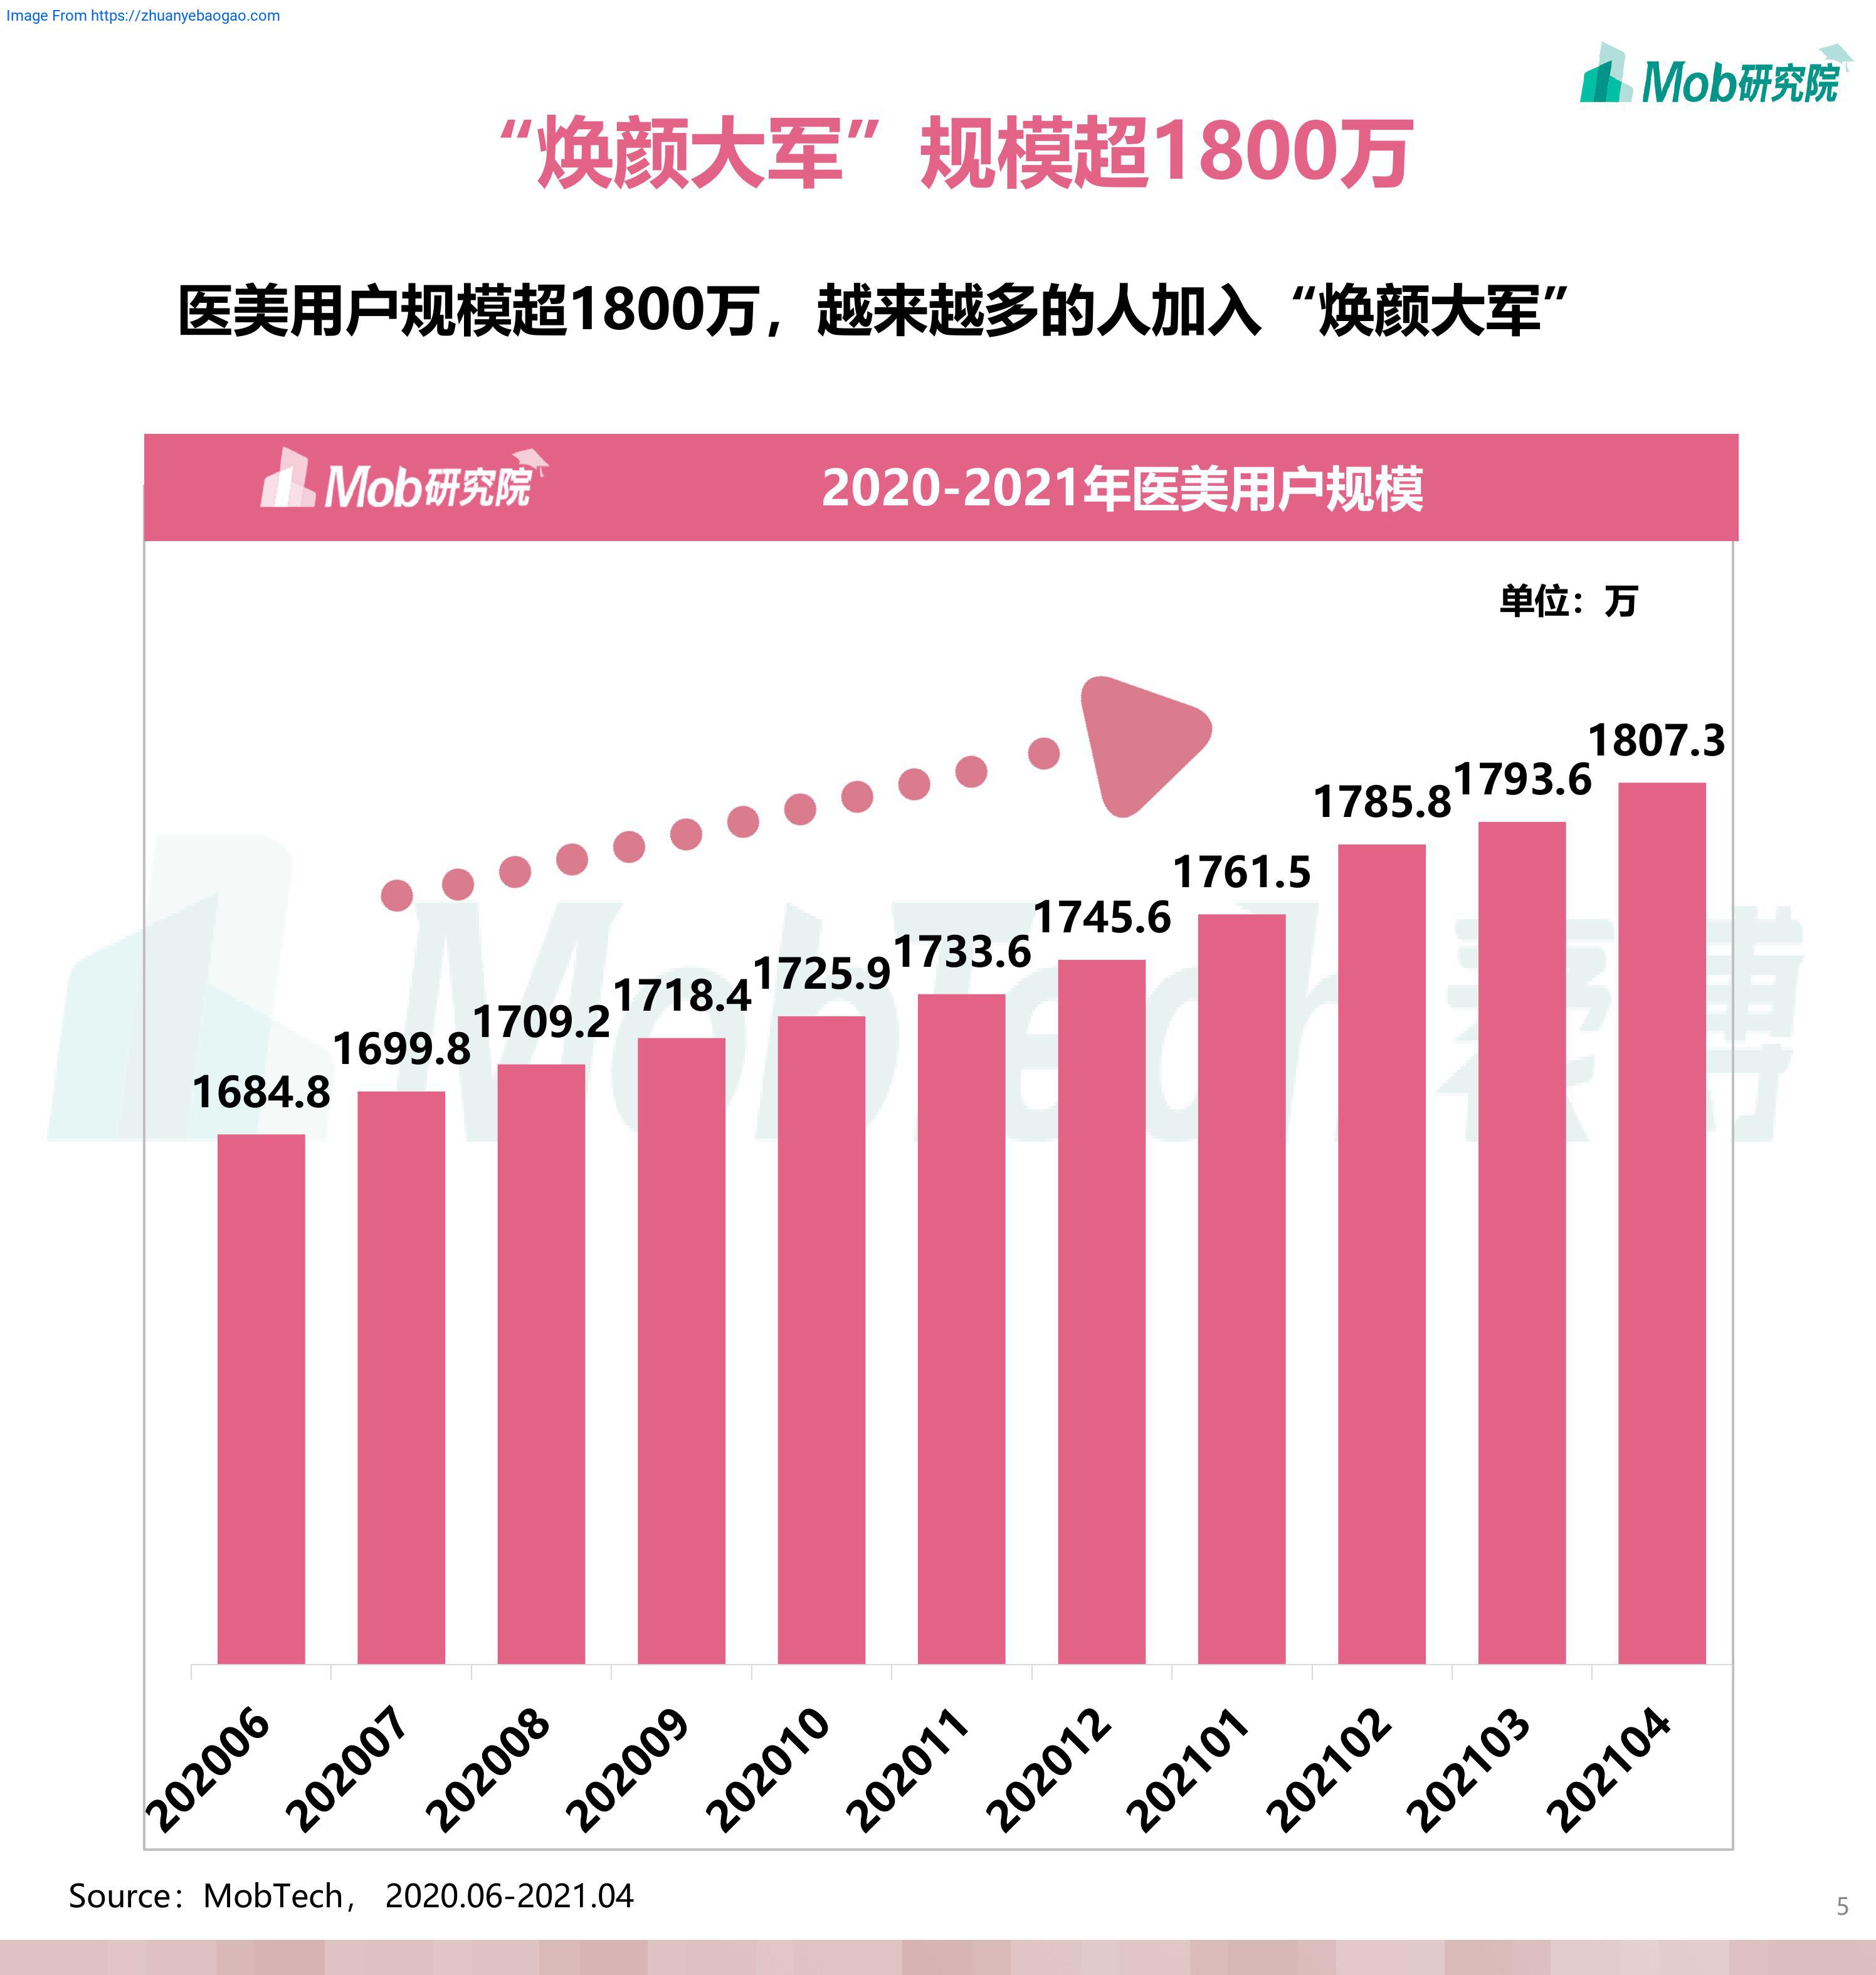 Image From https://zhuanyebaogao.com
Mob研究院
“焕颜大军”规模超1800万
医美用户规模超1800万，越来越多的人加入“焕颜大军”
Mob研究院
2020-2021年医美用户规模
单位：万
1684.8
1699.8
1709.2
1718.4
1725.9
1733.6
1745.6
1761.5
1785.8
1793.6
1807.3
MobTech 袤博
202006
202007
202008
202009
202010
202011
202012
202101
202102
202103
202104
Source：MobTech， 2020.06-2021.04
5